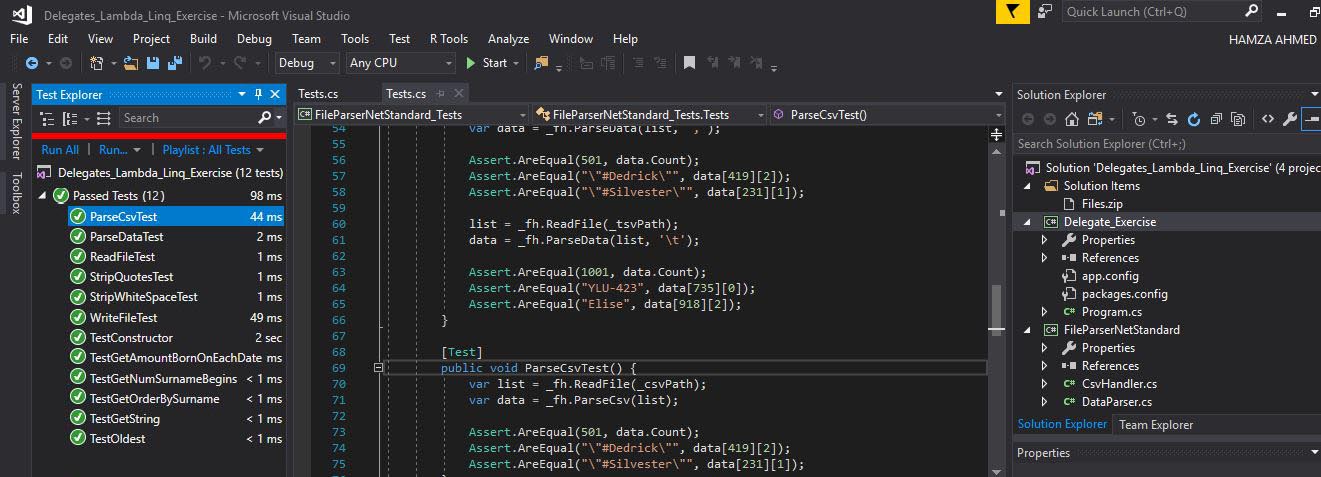 Delegates_Lambda_Linq_Exercise - Microsoft Visual Studio
Quick Launch (Ctrl+Q)
File Edit View Project Build Debug Team Tools Test R Tools Analyze Window Help
HAMZA AHMED
Debug Any CPU Start
Server Explorer
Toolbox
Test Explorer
Search
Run All Run... Playlist : All Tests
Delegates_Lambda_Linq_Exercise (12 tests)
Passed Tests (12) 98 ms
ParseCsvTest 44 ms
ParseDataTest 2 ms
ReadFileTest 1 ms
StripQuotesTest 1 ms
StripWhiteSpaceTest 1 ms
WriteFileTest 49 ms
TestConstructor 2 sec
TestGetAmountBornOnEachDate ms
TestGetNumSurnameBegins < 1 ms
TestGetOrderBySurname < 1 ms
TestGetString < 1 ms
TestOldest < 1 ms
Tests.cs Tests.cs
FileParserNetStandard_Tests FileParserNetStandard_Tests.Tests ParseCsvTest()
54 var data = _fh.ParseData(list, ',');
55
56 Assert.AreEqual(501, data.Count);
57 Assert.AreEqual("\"#Dedrick\"", data[419][2]);
58 Assert.AreEqual("\"#Silvester\"", data[231][1]);
59
60 list = _fh.ReadFile(_tsvPath);
61 data = _fh.ParseData(list, '\t');
62
63 Assert.AreEqual(1001, data.Count);
64 Assert.AreEqual("YLU-423", data[735][0]);
65 Assert.AreEqual("Elise", data[918][2]);
66 }
67
68 [Test]
69 public void ParseCsvTest() {
70 var list = _fh.ReadFile(_csvPath);
71 var data = _fh.ParseCsv(list);
72
73 Assert.AreEqual(501, data.Count);
74 Assert.AreEqual("\"#Dedrick\"", data[419][2]);
75 Assert.AreEqual("\"#Silvester\"", data[231][1]);
Solution Explorer
Search Solution Explorer (Ctrl+;)
Solution 'Delegates_Lambda_Linq_Exercise' (4 projec
Solution Items
Files.zip
C# Delegate_Exercise
Properties
References
app.config
packages.config
C# Program.cs
C# FileParserNetStandard
Properties
References
C# CsvHandler.cs
C# DataParser.cs
Solution Explorer Team Explorer
Properties